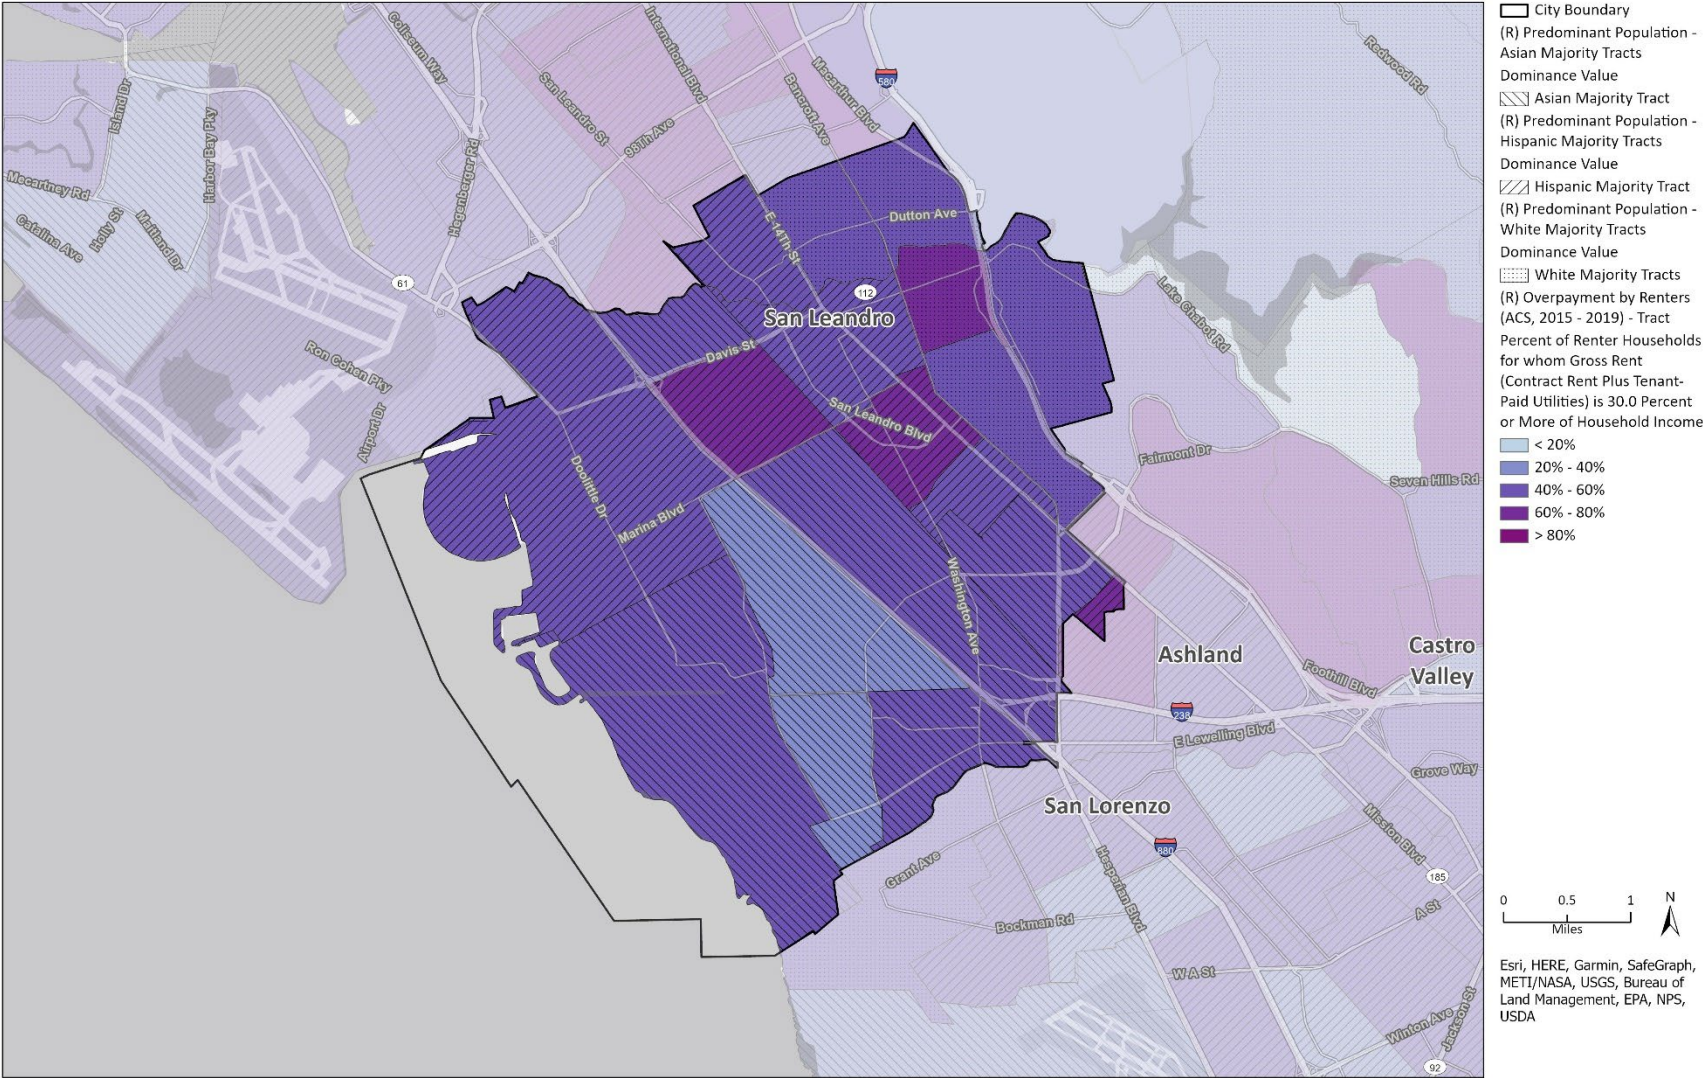 City Boundary
(R) Predominant Population -
Asian Majority Tracts
Dominance Value
Asian Majority Tract
(R) Predominant Population -
Hispanic Majority Tracts
Dominance Value
Hispanic Majority Tract
(R) Predominant Population -
White Majority Tracts
Dominance Value
White Majority Tracts
(R) Overpayment by Renters
(ACS, 2015 - 2019) - Tract
Percent of Renter Households
for whom Gross Rent
(Contract Rent Plus Tenant-
Paid Utilities) is 30.0 Percent
or More of Household Income
< 20%
20% - 40%
40% - 60%
60% - 80%
> 80%
0 0.5 1
Miles
N
Esri, HERE, Garmin, SafeGraph,
METI/NASA, USGS, Bureau of
Land Management, EPA, NPS,
USDA
Coliseum Way
International Blvd
Macarthur Blvd
580
Redwood Rd
Island Dr
San Leandro St
Bancroft Ave
98Th Ave
Harbor Bay Pky
Hegenberger Rd
Mecartney Rd
Holly St
Maitland Dr
Catalina Ave
E 14Th St
Dutton Ave
61
112
San Leandro
Lake Chabot Rd
Davis St
Ron Cohen Pky
Airport Dr
San Leandro Blvd
Fairmont Dr
Seven Hills Rd
Doolittle Dr
Marina Blvd
Washington Ave
Ashland
Castro
Valley
Foothill Blvd
238
E Lewelling Blvd
Grove Way
San Lorenzo
Mission Blvd
880
Grant Ave
Hesperian Blvd
185
A St
Bockman Rd
W A St
Winton Ave
Jackson St
92